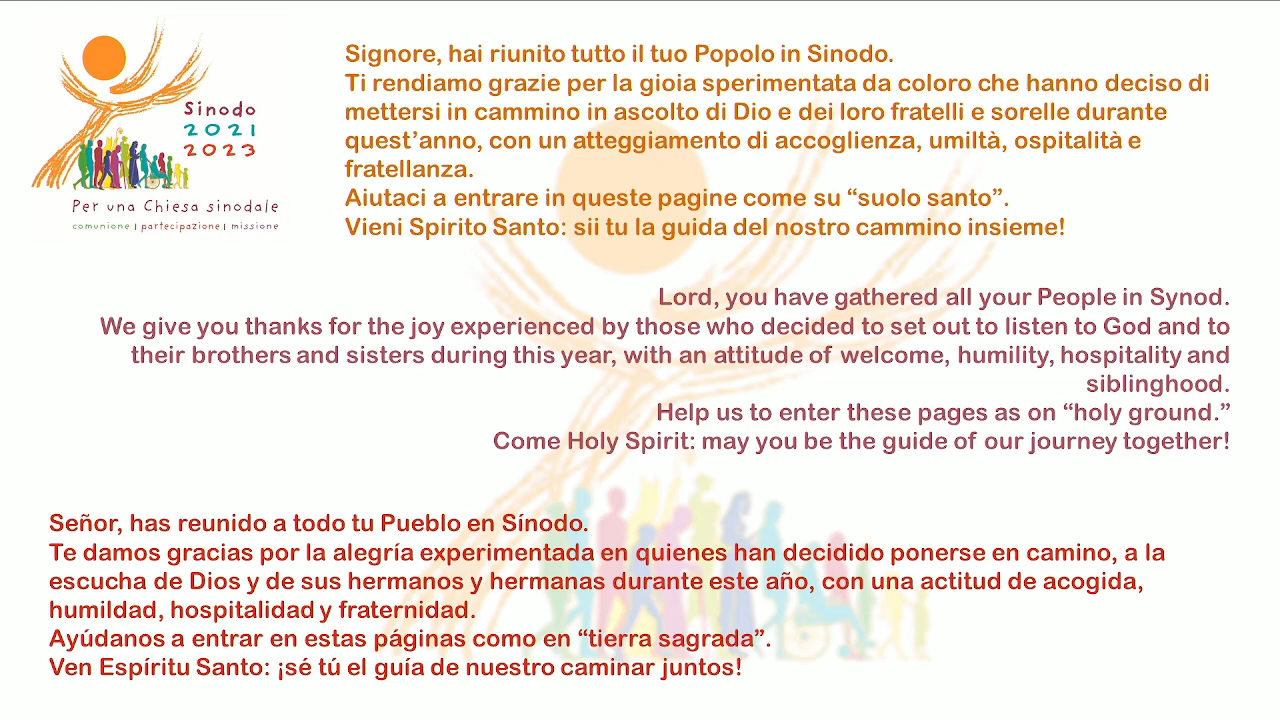 Sinodo
2021
2023
Per una Chiesa sinodale
comunione | partecipazione | missione
Signore, hai riunito tutto il tuo Popolo in Sinodo.
Ti rendiamo grazie per la gioia sperimentata da coloro che hanno deciso di
mettersi in cammino in ascolto di Dio e dei loro fratelli e sorelle durante
quest’anno, con un atteggiamento di accoglienza, umiltà, ospitalità e
fratellanza.
Aiutaci a entrare in queste pagine come su “suolo santo”.
Vieni Spirito Santo: sii tu la guida del nostro cammino insieme!
Lord, you have gathered all your People in Synod.
We give you thanks for the joy experienced by those who decided to set out to listen to God and to
their brothers and sisters during this year, with an attitude of welcome, humility, hospitality and
siblinghood.
Help us to enter these pages as on “holy ground.”
Come Holy Spirit: may you be the guide of our journey together!
Señor, has reunido a todo tu Pueblo en Sínodo.
Te damos gracias por la alegría experimentada en quienes han decidido ponerse en camino, a la
escucha de Dios y de sus hermanos y hermanas durante este año, con una actitud de acogida,
humildad, hospitalidad y fraternidad.
Ayúdanos a entrar en estas páginas como en “tierra sagrada”.
Ven Espíritu Santo: ¡sé tú el guía de nuestro caminar juntos!